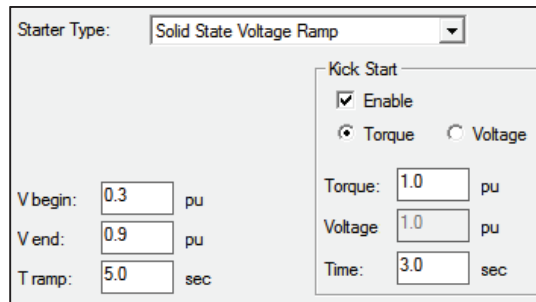 Starter Type: Solid State Voltage Ramp
Kick Start
Enable
Torque Voltage
V begin: 0.3 pu
V end: 0.9 pu
T ramp: 5.0 sec
Torque: 1.0 pu
Voltage 1.0 pu
Time: 3.0 sec